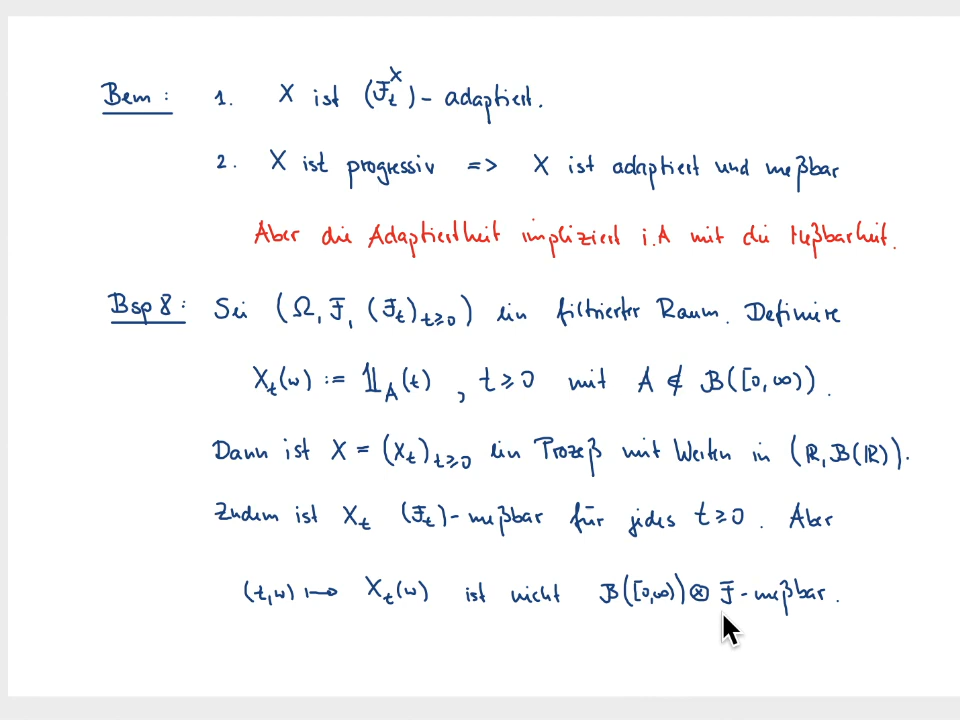 Bem : 1. X ist (ℱ_t^X) - adaptiert.
2. X ist progressiv => X ist adaptiert und meßbar
Aber die Adaptiertheit impliziert i.A nicht die Meßbarkeit.
Bsp 8 : Sei (Ω, ℱ, (ℱ_t)_{t≥0}) ein filtrierter Raum. Definiere
X_t(ω) := 𝟙_A(t) , t ≥ 0 mit A ∉ ℬ([0,∞)).
Dann ist X = (X_t)_{t≥0} ein Prozeß mit Werten in (ℝ, ℬ(ℝ)).
Zudem ist X_t (ℱ_t)-meßbar für jedes t ≥ 0. Aber
(t,ω) ↦ X_t(ω) ist nicht ℬ([0,∞)) ⊗ ℱ - meßbar.